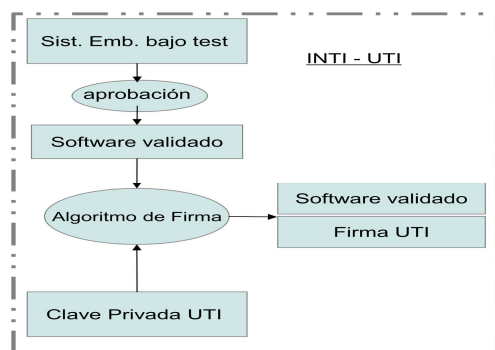 Sist. Emb. bajo test
INTI - UTI
aprobación
Software validado
Algoritmo de Firma
Software validado
Firma UTI
Clave Privada UTI